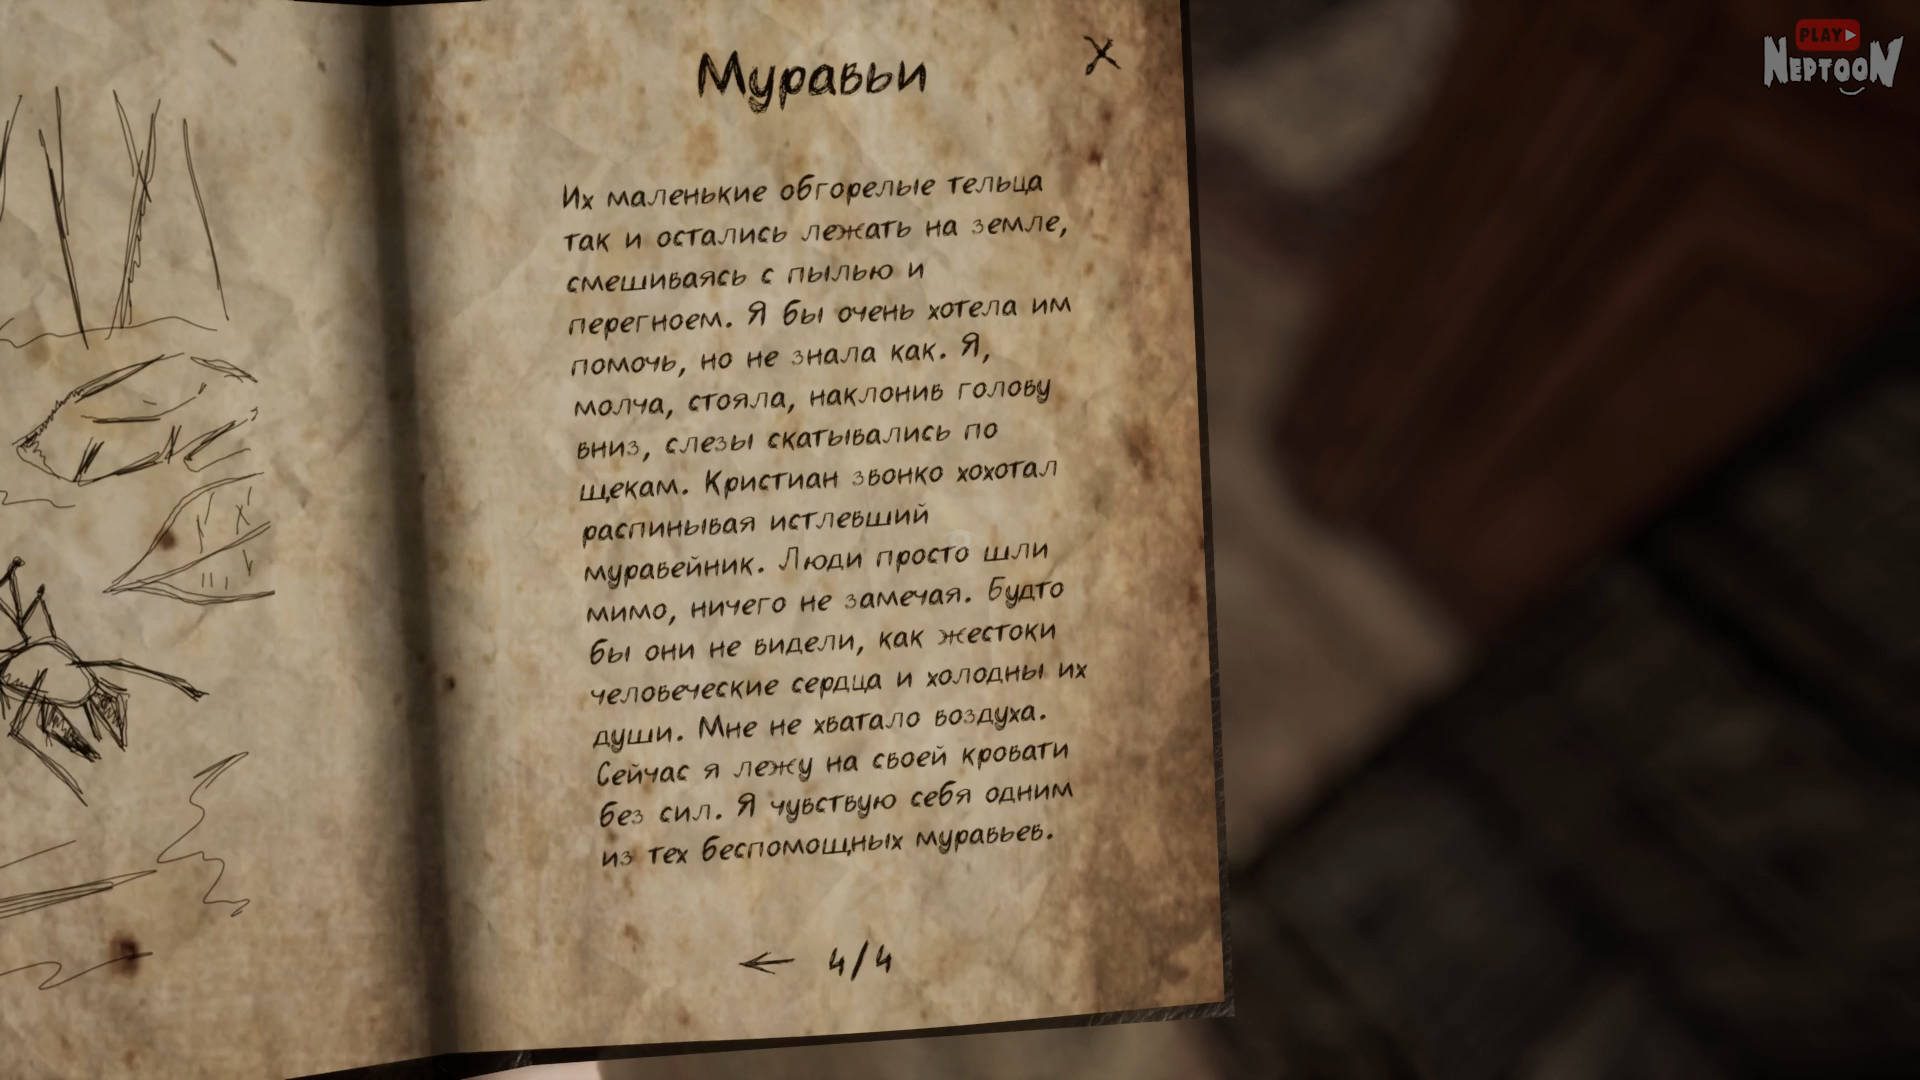 Муравьи
Их маленькие обгорелые тельца
так и остались лежать на земле,
смешиваясь с пылью и
перегноем. Я бы очень хотела им
помочь, но не знала как. Я,
молча, стояла, наклонив голову
вниз, слезы скатывались по
щекам. Кристиан звонко хохотал
распинывая истлевший
муравейник. Люди просто шли
мимо, ничего не замечая. Будто
бы они не видели, как жестоки
человеческие сердца и холодны их
души. Мне не хватало воздуха.
Сейчас я лежу на своей кровати
без сил. Я чувствую себя одним
из тех беспомощных муравьев.
4/4
PLAY
NEPTOON